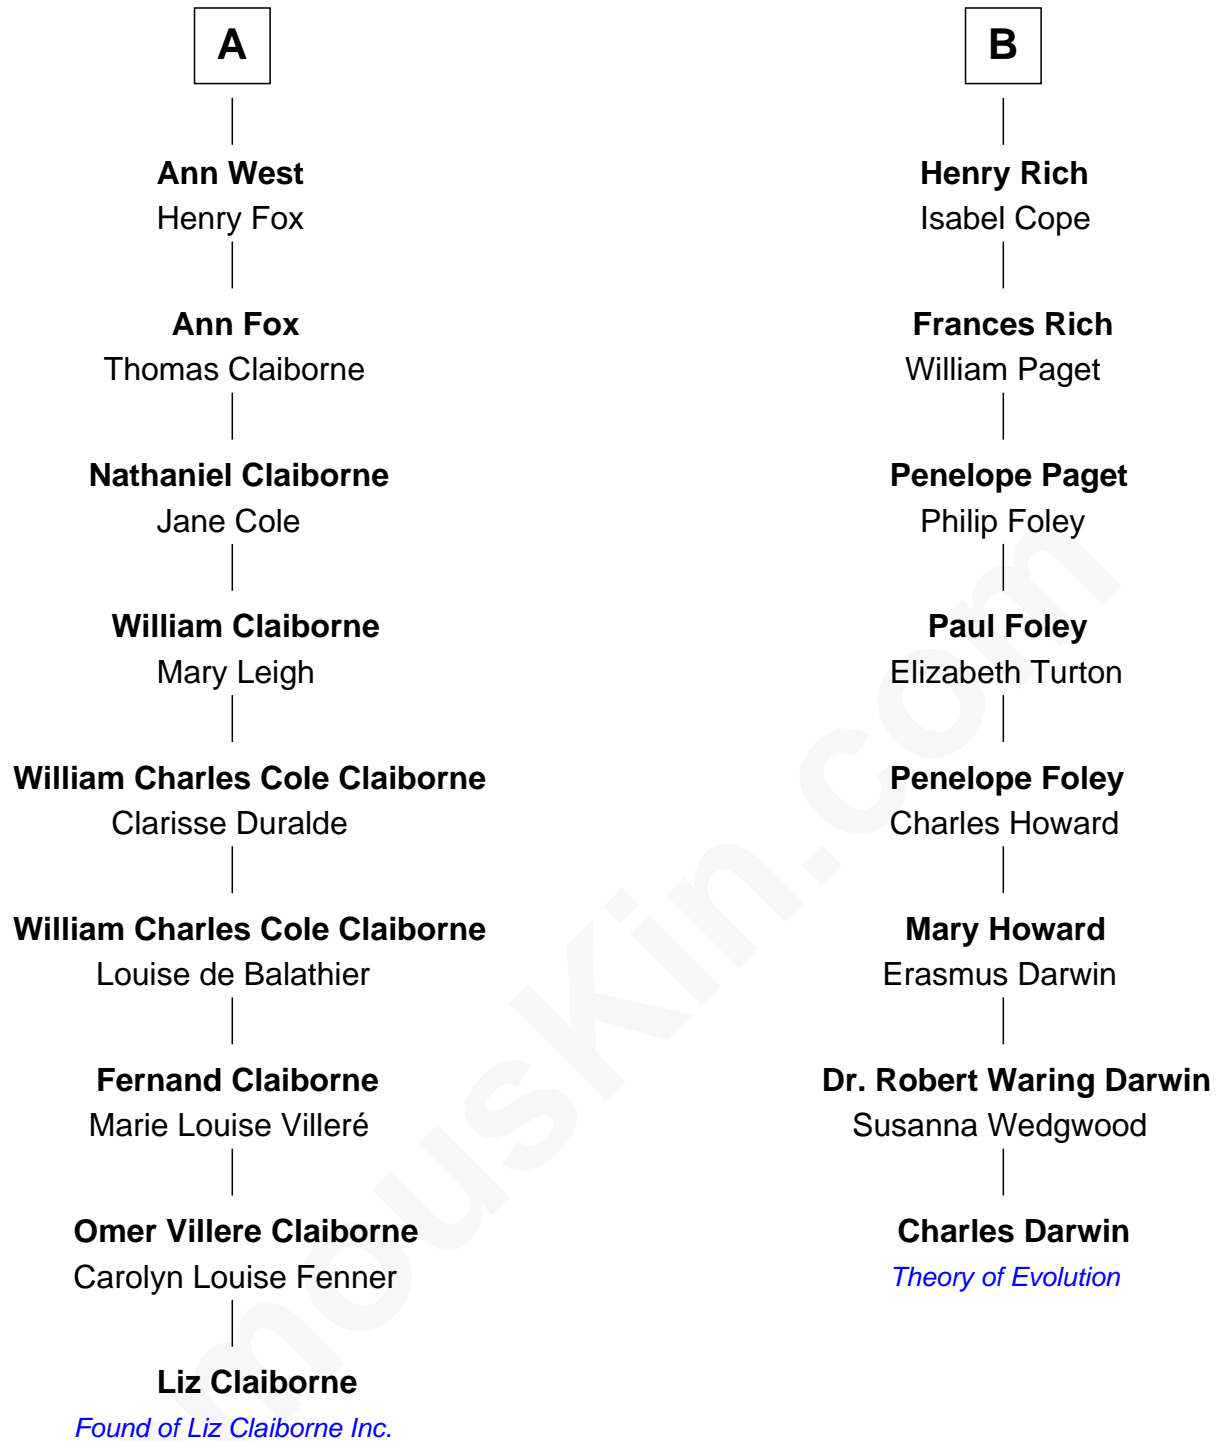 A
Ann West
Henry Fox
Ann Fox
Thomas Claiborne
Nathaniel Claiborne
Jane Cole
William Claiborne
Mary Leigh
William Charles Cole Claiborne
Clarisse Duralde
William Charles Cole Claiborne
Louise de Balathier
Fernand Claiborne
Marie Louise Villeré
Omer Villere Claiborne
Carolyn Louise Fenner
Liz Claiborne
Found of Liz Claiborne Inc.
B
Henry Rich
Isabel Cope
Frances Rich
William Paget
Penelope Paget
Philip Foley
Paul Foley
Elizabeth Turton
Penelope Foley
Charles Howard
Mary Howard
Erasmus Darwin
Dr. Robert Waring Darwin
Susanna Wedgwood
Charles Darwin
Theory of Evolution
mousKin.com